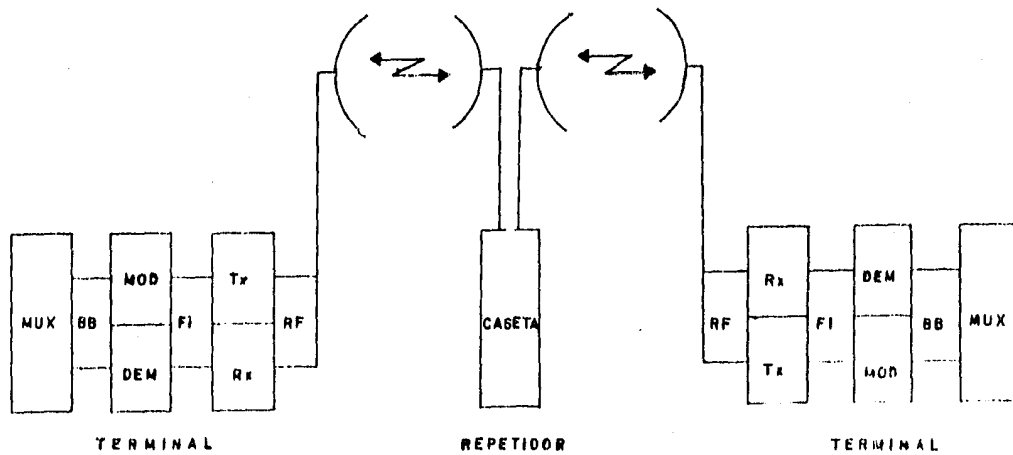 MUX
BB
MOD
DEM
FI
Tx
Rx
RF
CASETA
RF
Rx
Tx
FI
DEM
MOD
BB
MUX
TERMINAL
REPETIDOR
TERMINAL